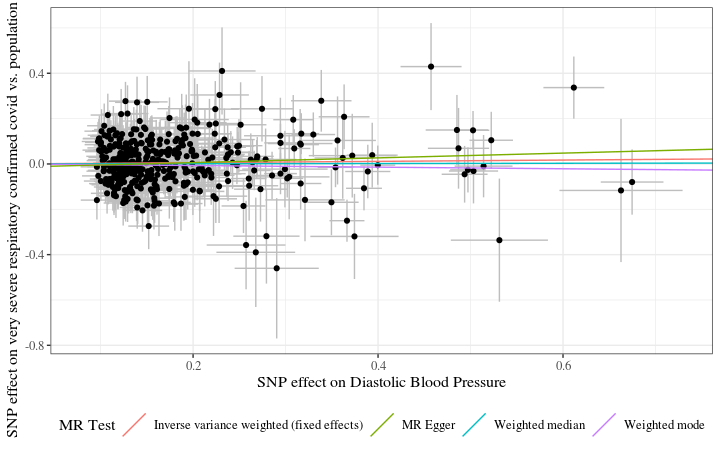 SNP effect on very severe respiratory confirmed covid vs. population
0.4
0.0
-0.4
-0.8
0.2
0.4
0.6
SNP effect on Diastolic Blood Pressure
MR Test
Inverse variance weighted (fixed effects)
MR Egger
Weighted median
Weighted mode